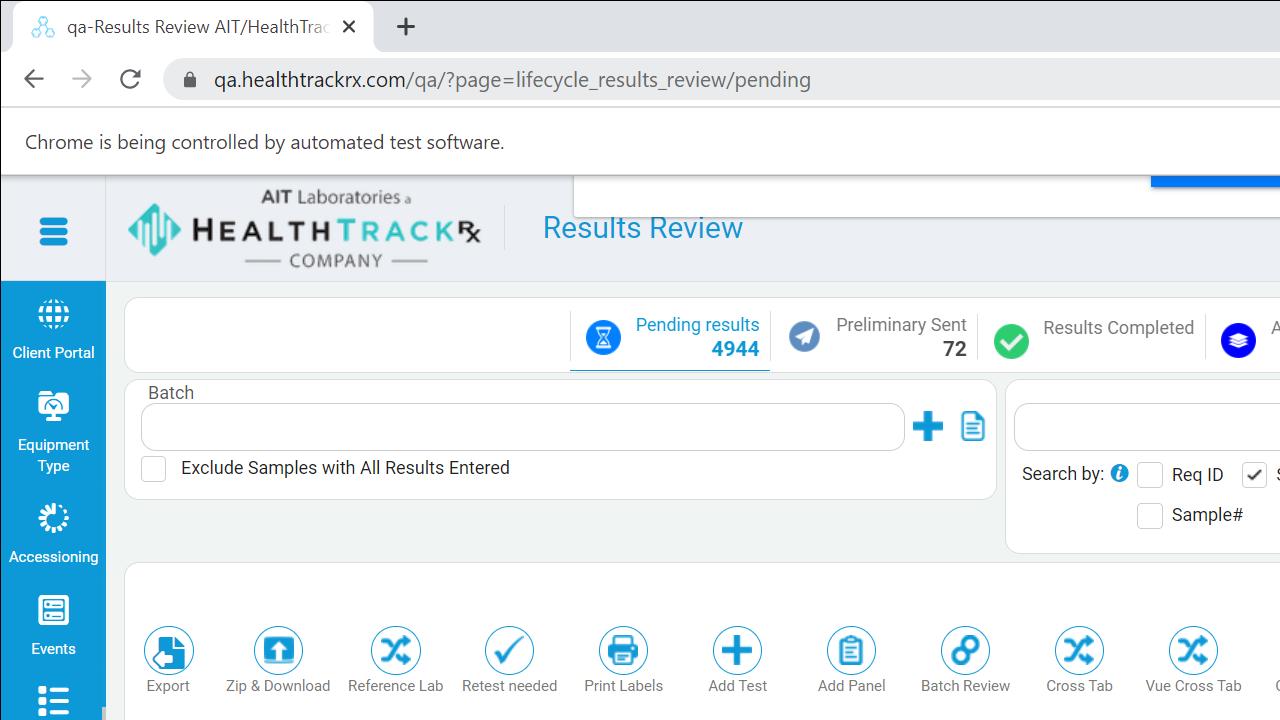 qa-Results Review AIT/HealthTrac
qa.healthtrackrx.com/qa/?page=lifecycle_results_review/pending
Chrome is being controlled by automated test software.
AIT Laboratories a
HEALTHTRACKRx
COMPANY
Results Review
Client Portal
Equipment
Type
Accessioning
Events
Pending results
4944
Preliminary Sent
72
Results Completed
Batch
Exclude Samples with All Results Entered
Search by:
Req ID
Sample#
Export
Zip & Download
Reference Lab
Retest needed
Print Labels
Add Test
Add Panel
Batch Review
Cross Tab
Vue Cross Tab